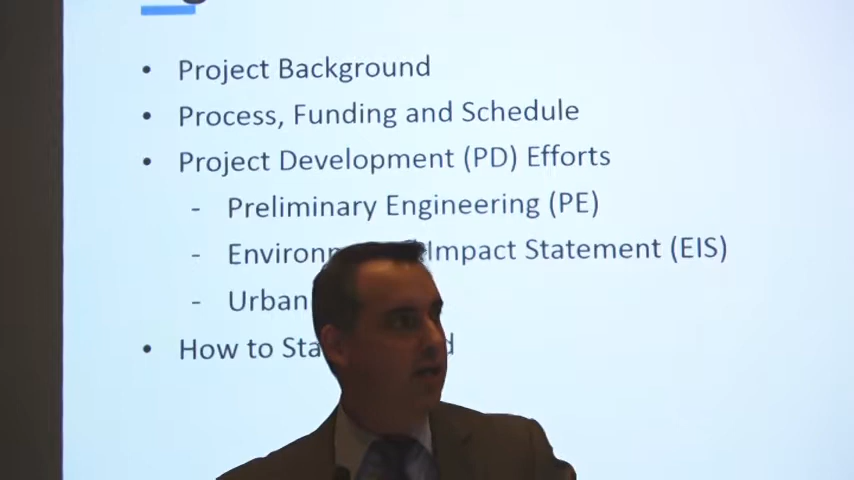 • Project Background
• Process, Funding and Schedule
• Project Development (PD) Efforts
- Preliminary Engineering (PE)
- Impact Statement (EIS)
- Urban
• How to